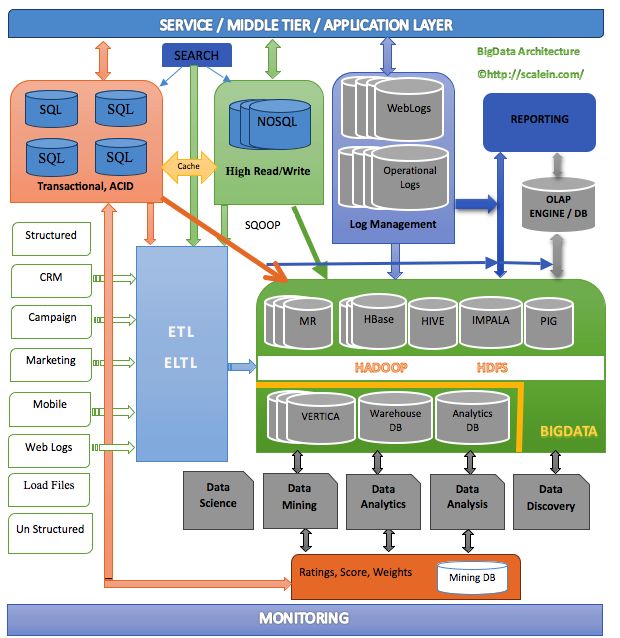 SERVICE / MIDDLE TIER / APPLICATION LAYER
SEARCH
BigData Architecture
©http://scalein.com/
SQL
SQL
SQL
SQL
Transactional, ACID
Cache
NOSQL
High Read/Write
WebLogs
Operational
Logs
Log Management
REPORTING
OLAP
ENGINE / DB
SQOOP
Structured
CRM
Campaign
Marketing
Mobile
Web Logs
Load Files
Un Structured
ETL
ELTL
MR
HBase
HIVE
IMPALA
PIG
HADOOP
HDFS
VERTICA
Warehouse
DB
Analytics
DB
BIGDATA
Data
Science
Data
Mining
Data
Analytics
Data
Analysis
Data
Discovery
Ratings, Score, Weights
Mining DB
MONITORING